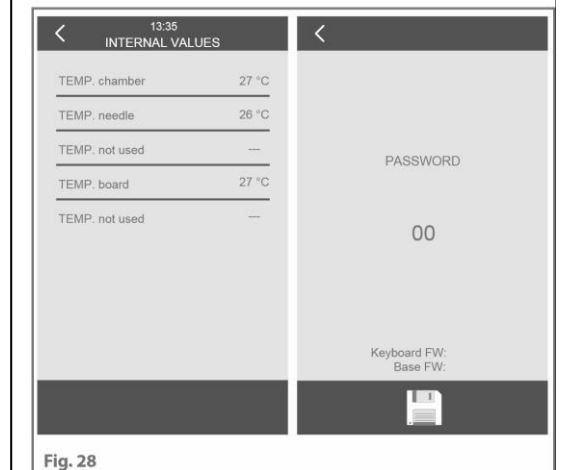 13:35
INTERNAL VALUES
TEMP. chamber 27 °C
TEMP. needle 26 °C
TEMP. not used ---
TEMP. board 27 °C
TEMP. not used ---
PASSWORD
00
Keyboard FW:
Base FW:
Fig. 28